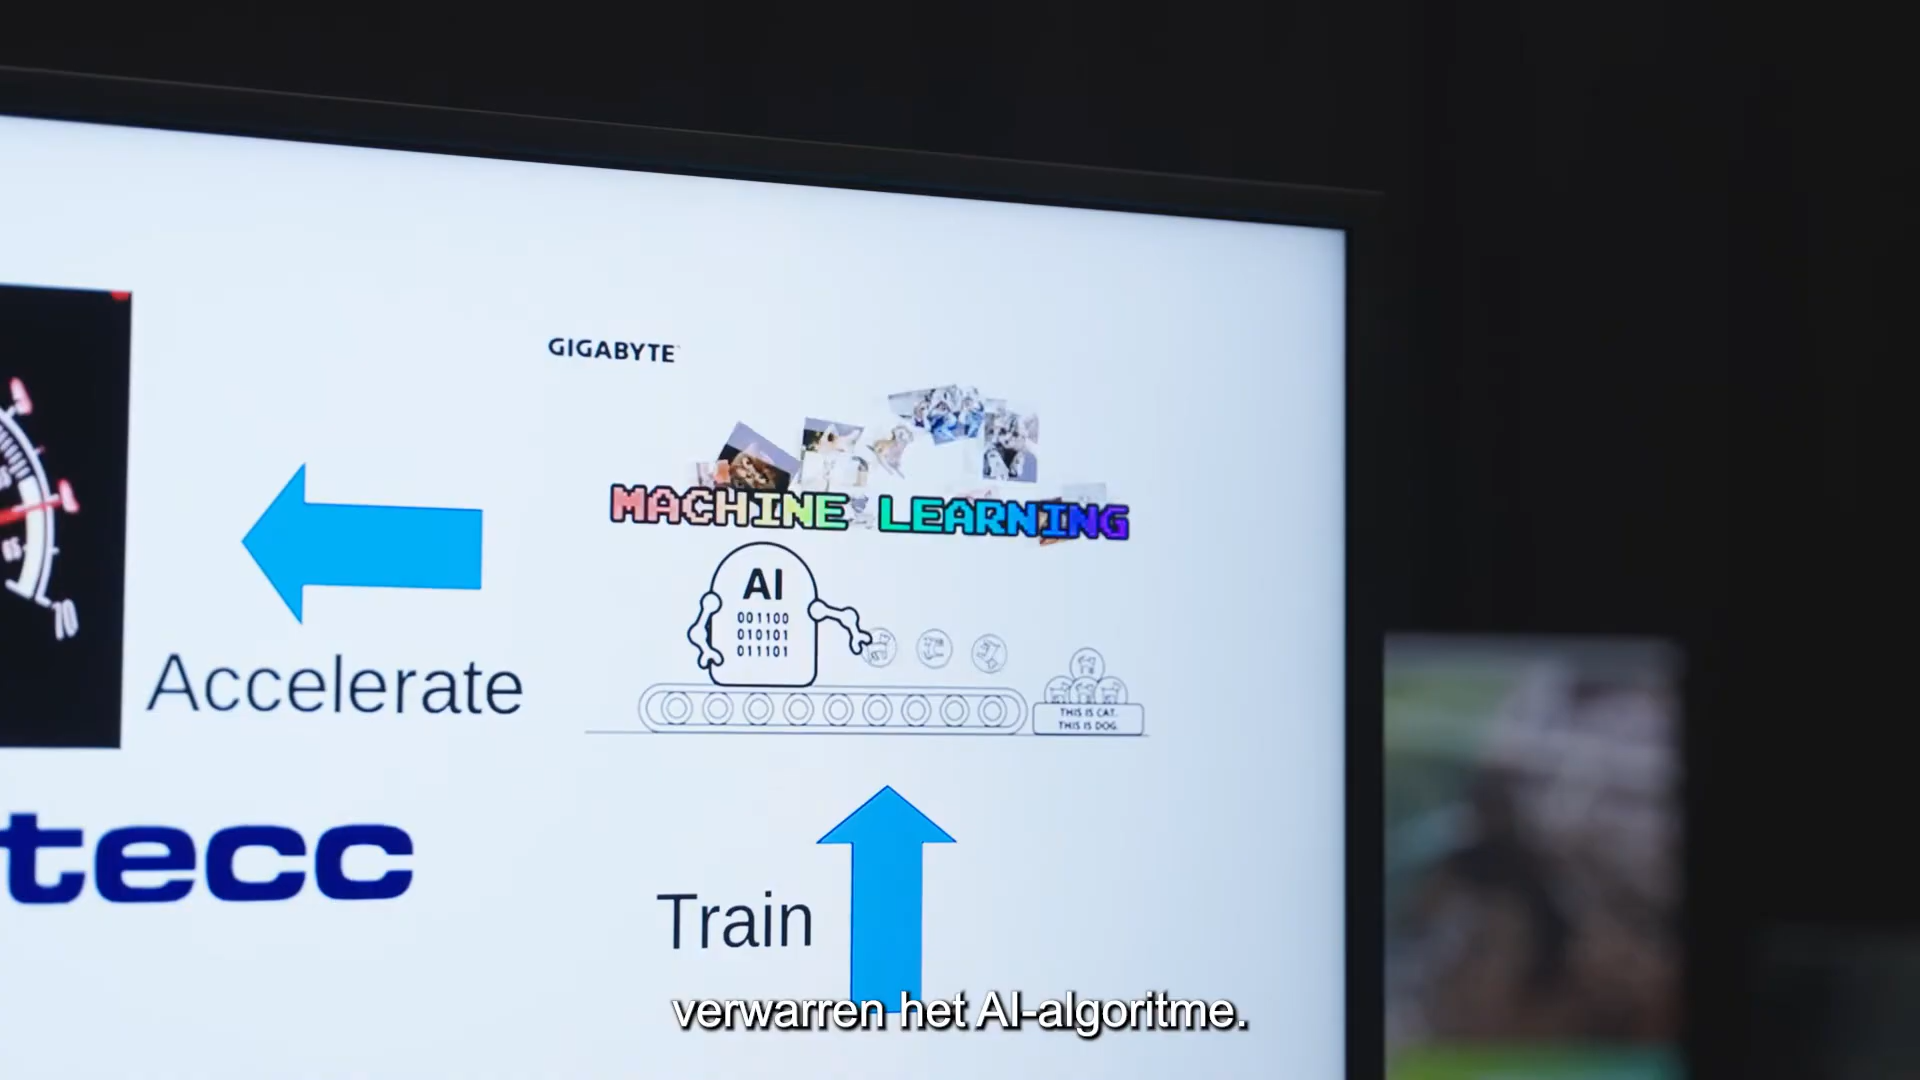 GIGABYTE
MACHINE LEARNING
AI
001100
010101
011101
THIS IS CAT.
THIS IS DOG.
Accelerate
70
tecc
Train
verwarren het AI-algoritme.